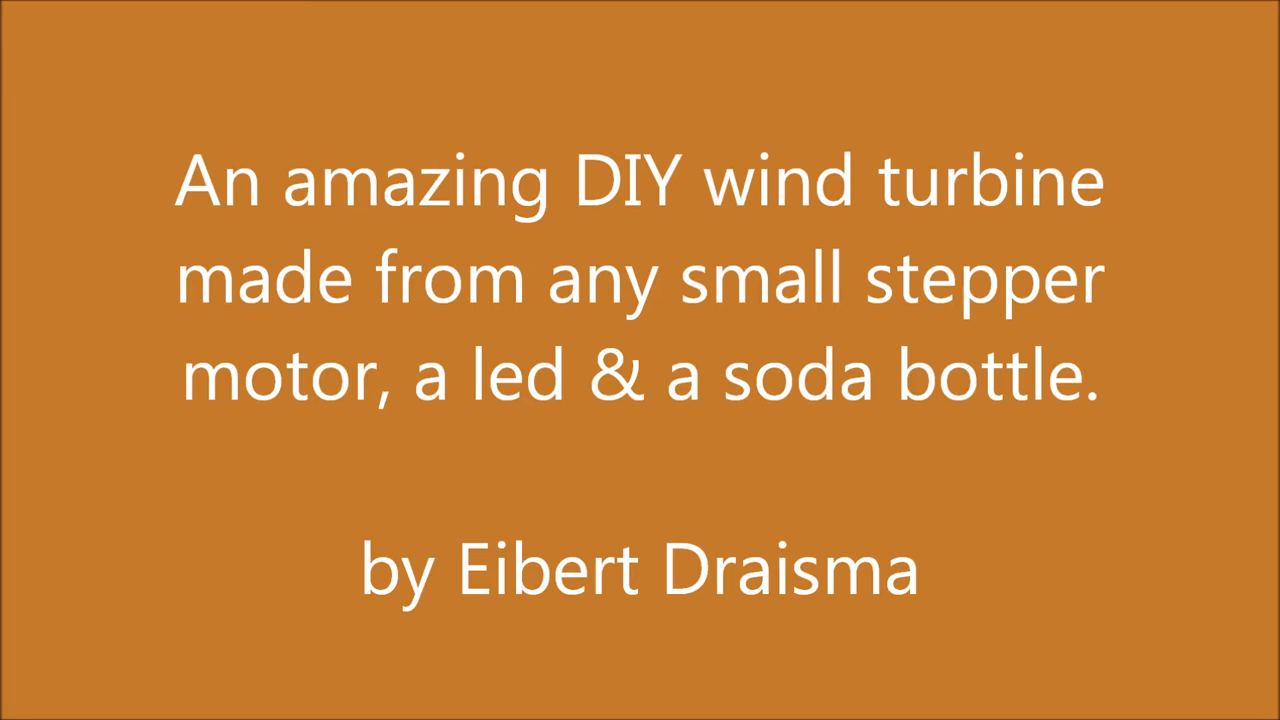 An amazing DIY wind turbine
made from any small stepper
motor, a led & a soda bottle.
by Eibert Draisma